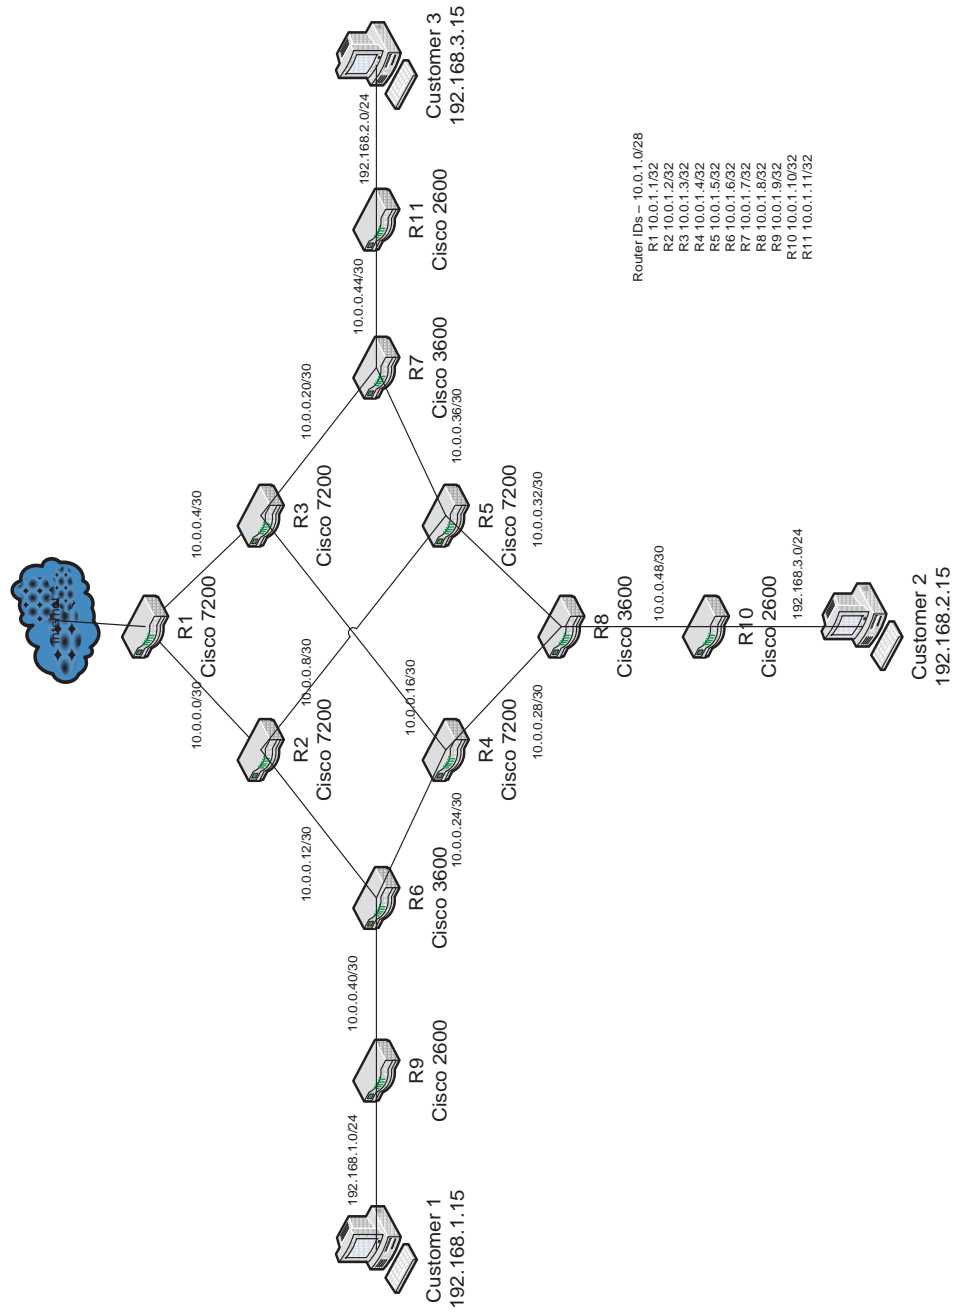 Internet
R1
Cisco 7200
10.0.0.0/30
10.0.0.4/30
R2
Cisco 7200
R3
Cisco 7200
10.0.0.8/30
10.0.0.12/30
10.0.0.16/30
10.0.0.20/30
Customer 1
192.168.1.15
192.168.1.0/24
R9
Cisco 2600
10.0.0.40/30
R6
Cisco 3600
R7
Cisco 3600
10.0.0.44/30
R11
Cisco 2600
192.168.2.0/24
Customer 3
192.168.3.15
10.0.0.24/30
R4
Cisco 7200
R5
Cisco 7200
10.0.0.36/30
10.0.0.28/30
10.0.0.32/30
R8
Cisco 3600
10.0.0.48/30
R10
Cisco 2600
192.168.3.0/24
Customer 2
192.168.2.15
Router IDs – 10.0.1.0/28
R1 10.0.1.1/32
R2 10.0.1.2/32
R3 10.0.1.3/32
R4 10.0.1.4/32
R5 10.0.1.5/32
R6 10.0.1.6/32
R7 10.0.1.7/32
R8 10.0.1.8/32
R9 10.0.1.9/32
R10 10.0.1.10/32
R11 10.0.1.11/32